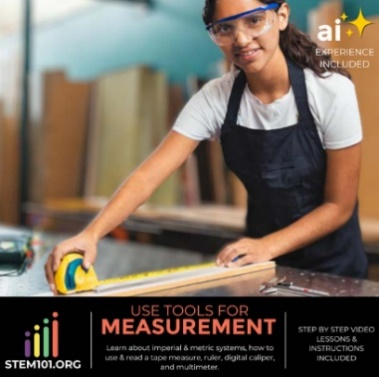 ai
EXPERIENCE
INCLUDED
USE TOOLS FOR
MEASUREMENT
Learn about imperial & metric systems, how to
use & read a tape measure, ruler, digital caliper,
and multimeter.
STEP BY STEP VIDEO
LESSONS &
INSTRUCTIONS
INCLUDED
STEM101.ORG